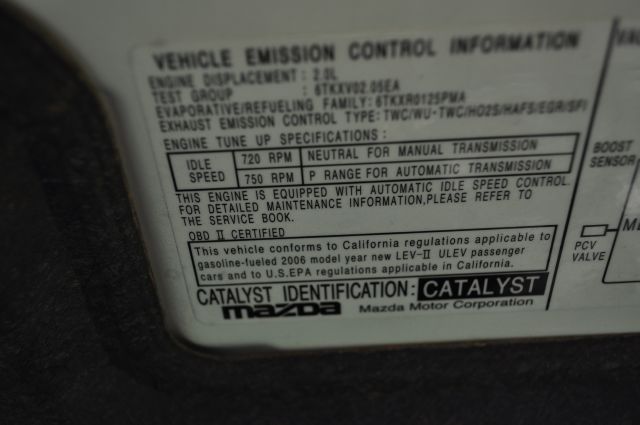 VEHICLE EMISSION CONTROL INFORMATION
ENGINE DISPLACEMENT : 2.0L
TEST GROUP : 6TKXV02.05EA
EVAPORATIVE/REFUELING FAMILY: 6TKXR0125PMA
EXHAUST EMISSION CONTROL TYPE: TWC/WU-TWC/HO2S/HAFS/EGR/SFI
ENGINE TUNE UP SPECIFICATIONS :
IDLE SPEED 720 RPM NEUTRAL FOR MANUAL TRANSMISSION
750 RPM P RANGE FOR AUTOMATIC TRANSMISSION
THIS ENGINE IS EQUIPPED WITH AUTOMATIC IDLE SPEED CONTROL.
FOR DETAILED MAINTENANCE INFORMATION,PLEASE REFER TO
THE SERVICE BOOK.
OBD II CERTIFIED
This vehicle conforms to California regulations applicable to
gasoline-fueled 2006 model year new LEV-II ULEV passenger
cars and to U.S.EPA regulations applicable in California.
CATALYST IDENTIFICATION: CATALYST
mazda Mazda Motor Corporation
BOOST
SENSOR
PCV
VALVE